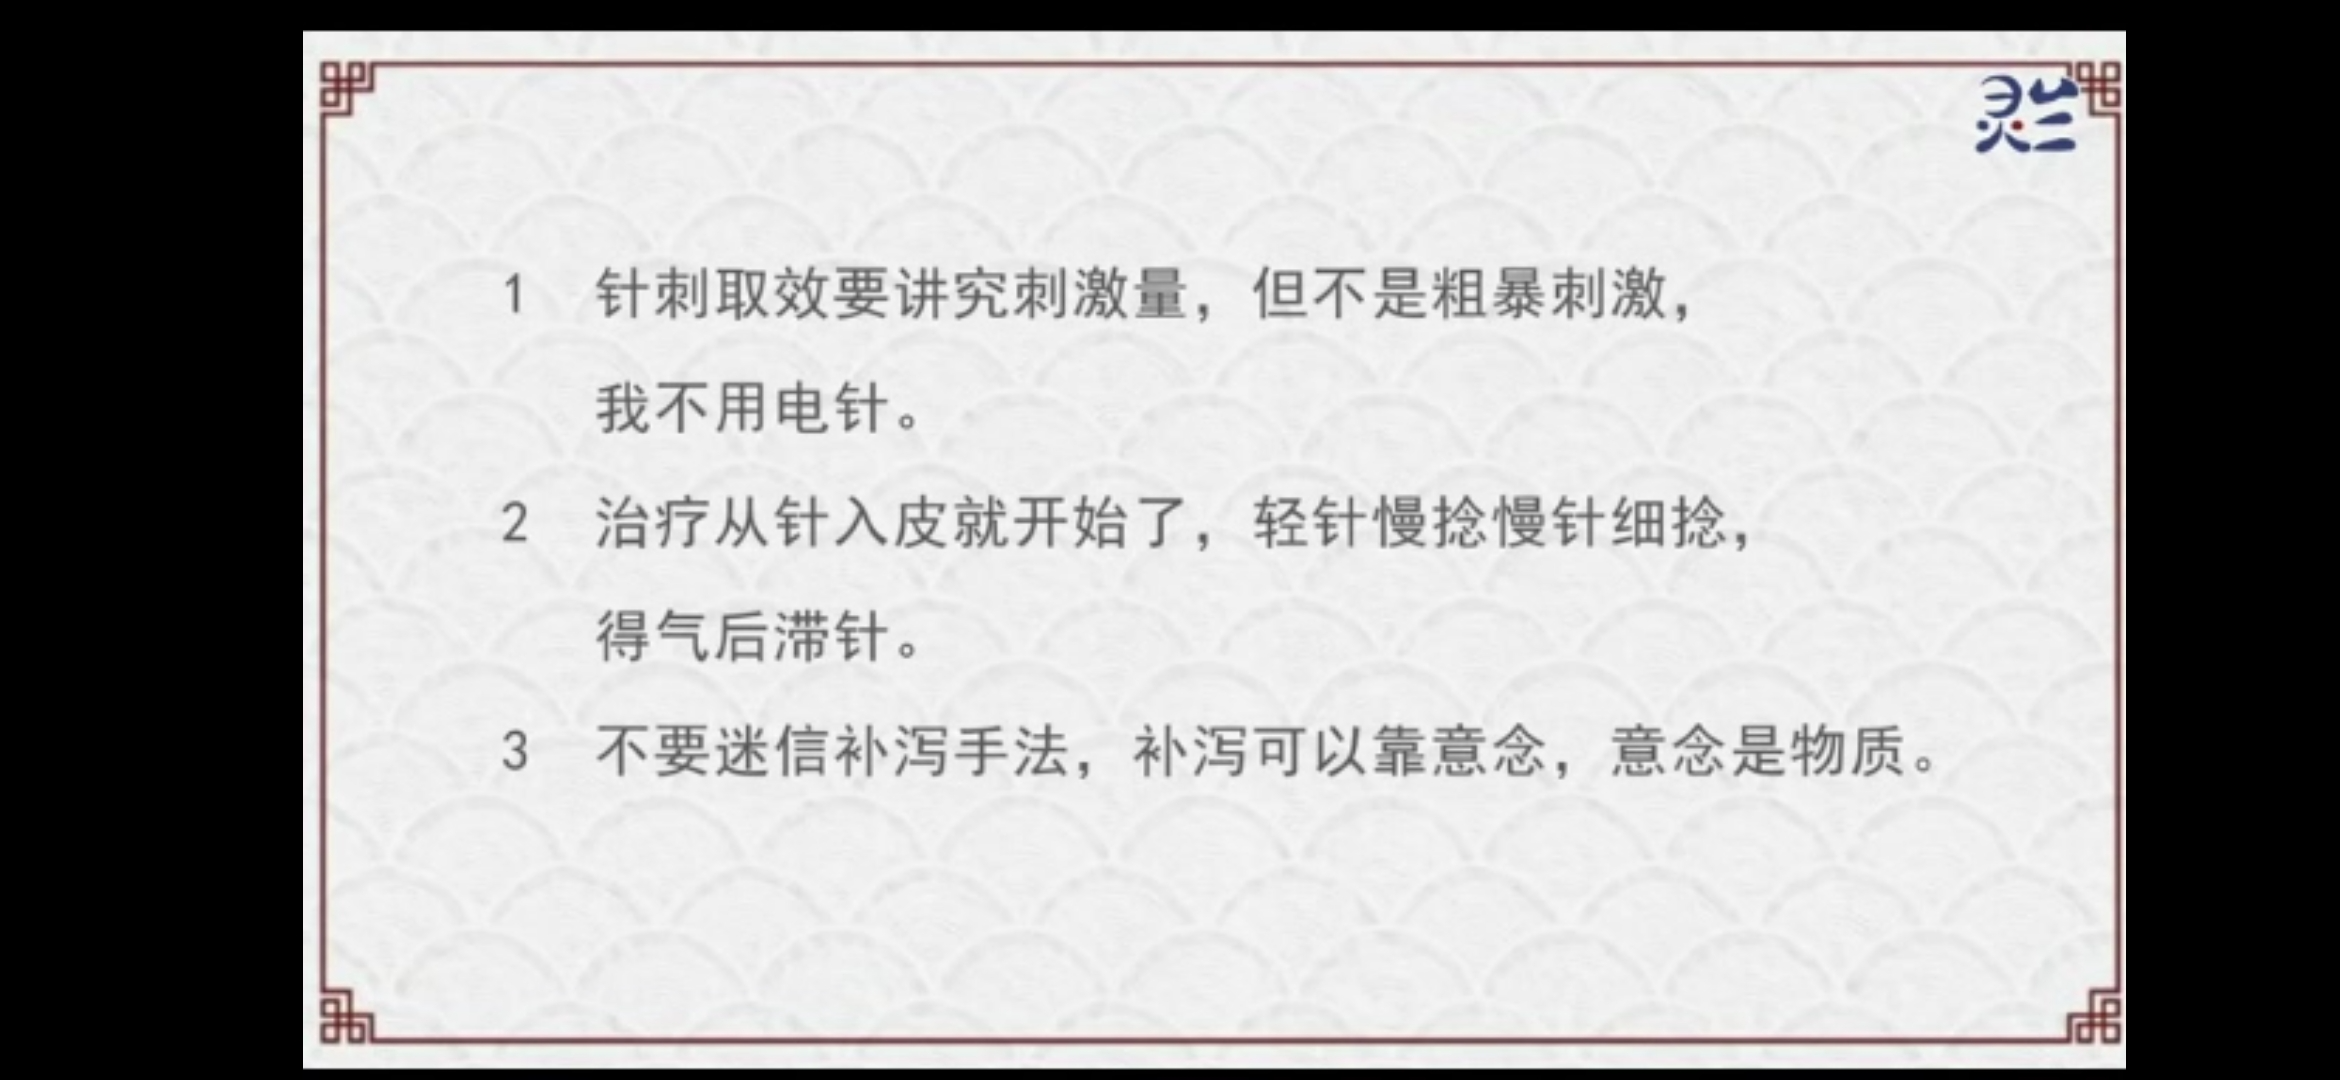 灵兰
1 针刺取效要讲究刺激量，但不是粗暴刺激，
我不用电针。
2 治疗从针入皮就开始了，轻针慢捻慢针细捻，
得气后滞针。
3 不要迷信补泻手法，补泻可以靠意念，意念是物质。